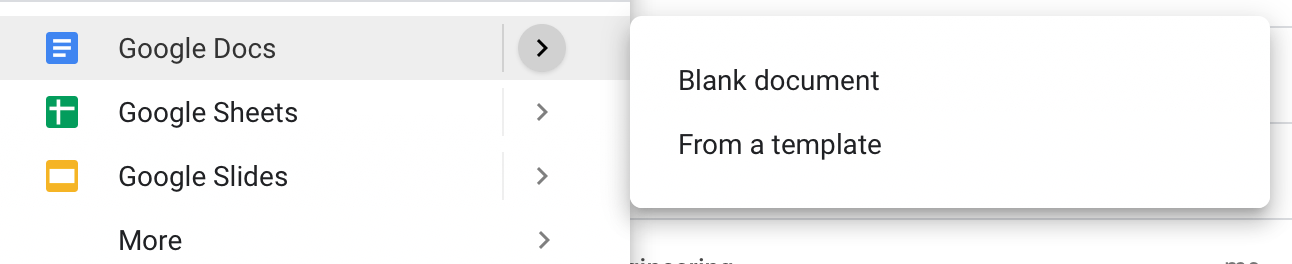 Google Docs
Google Sheets
Google Slides
More
Blank document
From a template